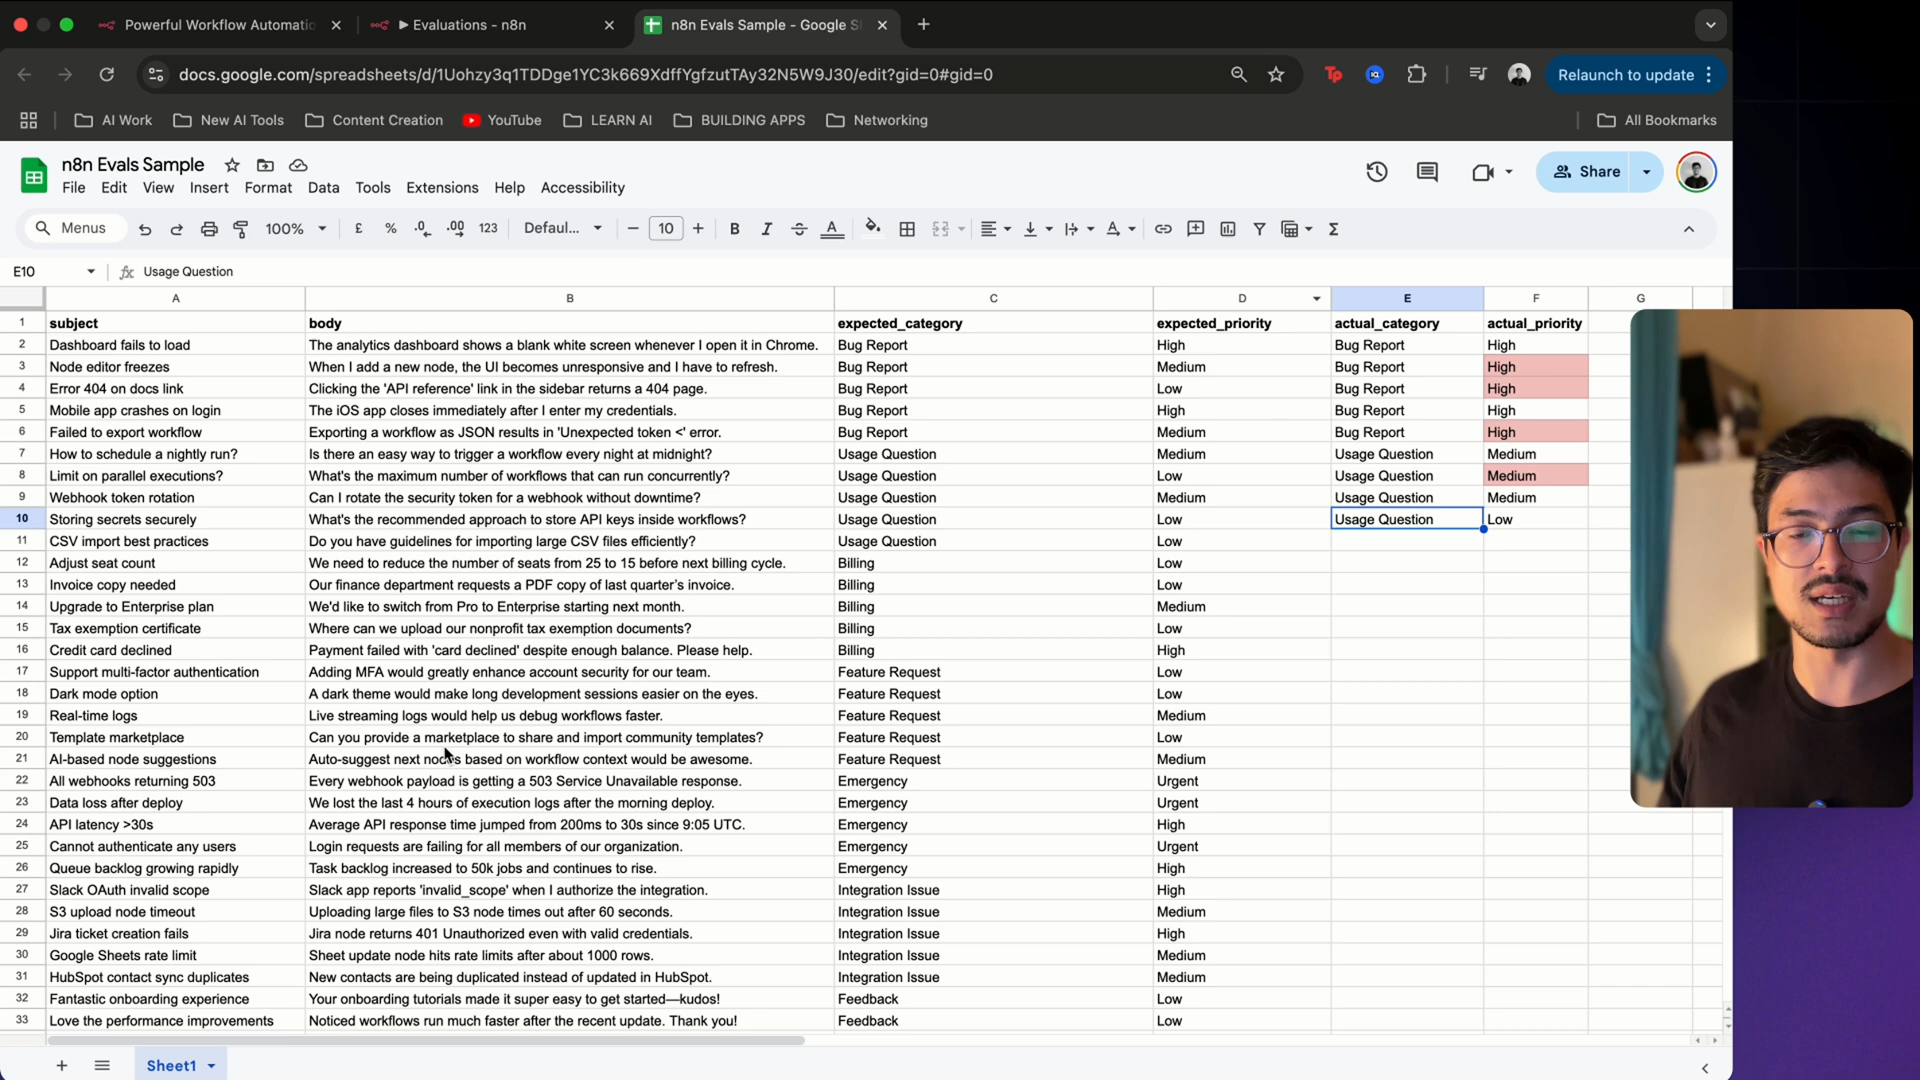 Powerful Workflow Automatio
▶ Evaluations - n8n
n8n Evals Sample - Google S
docs.google.com/spreadsheets/d/1Uohzy3q1TDDge1YC3k669XdffYgfzutTAy32N5W9J30/edit?gid=0#gid=0
Relaunch to update
AI Work
New AI Tools
Content Creation
YouTube
LEARN AI
BUILDING APPS
Networking
All Bookmarks
n8n Evals Sample
File Edit View Insert Format Data Tools Extensions Help Accessibility
Share
Menus 100% £ % .0 .00 123 Defaul... − 10 + B I A
E10 fx Usage Question
A B C D E F G
1 subject body expected_category expected_priority actual_category actual_priority
2 Dashboard fails to load The analytics dashboard shows a blank white screen whenever I open it in Chrome. Bug Report High Bug Report High
3 Node editor freezes When I add a new node, the UI becomes unresponsive and I have to refresh. Bug Report Medium Bug Report High
4 Error 404 on docs link Clicking the 'API reference' link in the sidebar returns a 404 page. Bug Report Low Bug Report High
5 Mobile app crashes on login The iOS app closes immediately after I enter my credentials. Bug Report High Bug Report High
6 Failed to export workflow Exporting a workflow as JSON results in 'Unexpected token <' error. Bug Report Medium Bug Report High
7 How to schedule a nightly run? Is there an easy way to trigger a workflow every night at midnight? Usage Question Medium Usage Question Medium
8 Limit on parallel executions? What's the maximum number of workflows that can run concurrently? Usage Question Low Usage Question Medium
9 Webhook token rotation Can I rotate the security token for a webhook without downtime? Usage Question Medium Usage Question Medium
10 Storing secrets securely What's the recommended approach to store API keys inside workflows? Usage Question Low Usage Question Low
11 CSV import best practices Do you have guidelines for importing large CSV files efficiently? Usage Question Low
12 Adjust seat count We need to reduce the number of seats from 25 to 15 before next billing cycle. Billing Low
13 Invoice copy needed Our finance department requests a PDF copy of last quarter's invoice. Billing Low
14 Upgrade to Enterprise plan We'd like to switch from Pro to Enterprise starting next month. Billing Medium
15 Tax exemption certificate Where can we upload our nonprofit tax exemption documents? Billing Low
16 Credit card declined Payment failed with 'card declined' despite enough balance. Please help. Billing High
17 Support multi-factor authentication Adding MFA would greatly enhance account security for our team. Feature Request Low
18 Dark mode option A dark theme would make long development sessions easier on the eyes. Feature Request Low
19 Real-time logs Live streaming logs would help us debug workflows faster. Feature Request Medium
20 Template marketplace Can you provide a marketplace to share and import community templates? Feature Request Low
21 AI-based node suggestions Auto-suggest next nodes based on workflow context would be awesome. Feature Request Medium
22 All webhooks returning 503 Every webhook payload is getting a 503 Service Unavailable response. Emergency Urgent
23 Data loss after deploy We lost the last 4 hours of execution logs after the morning deploy. Emergency Urgent
24 API latency >30s Average API response time jumped from 200ms to 30s since 9:05 UTC. Emergency High
25 Cannot authenticate any users Login requests are failing for all members of our organization. Emergency Urgent
26 Queue backlog growing rapidly Task backlog increased to 50k jobs and continues to rise. Emergency High
27 Slack OAuth invalid scope Slack app reports 'invalid_scope' when I authorize the integration. Integration Issue High
28 S3 upload node timeout Uploading large files to S3 node times out after 60 seconds. Integration Issue Medium
29 Jira ticket creation fails Jira node returns 401 Unauthorized even with valid credentials. Integration Issue High
30 Google Sheets rate limit Sheet update node hits rate limits after about 1000 rows. Integration Issue Medium
31 HubSpot contact sync duplicates New contacts are being duplicated instead of updated in HubSpot. Integration Issue Medium
32 Fantastic onboarding experience Your onboarding tutorials made it super easy to get started—kudos! Feedback Low
33 Love the performance improvements Noticed workflows run much faster after the recent update. Thank you! Feedback Low
Sheet1